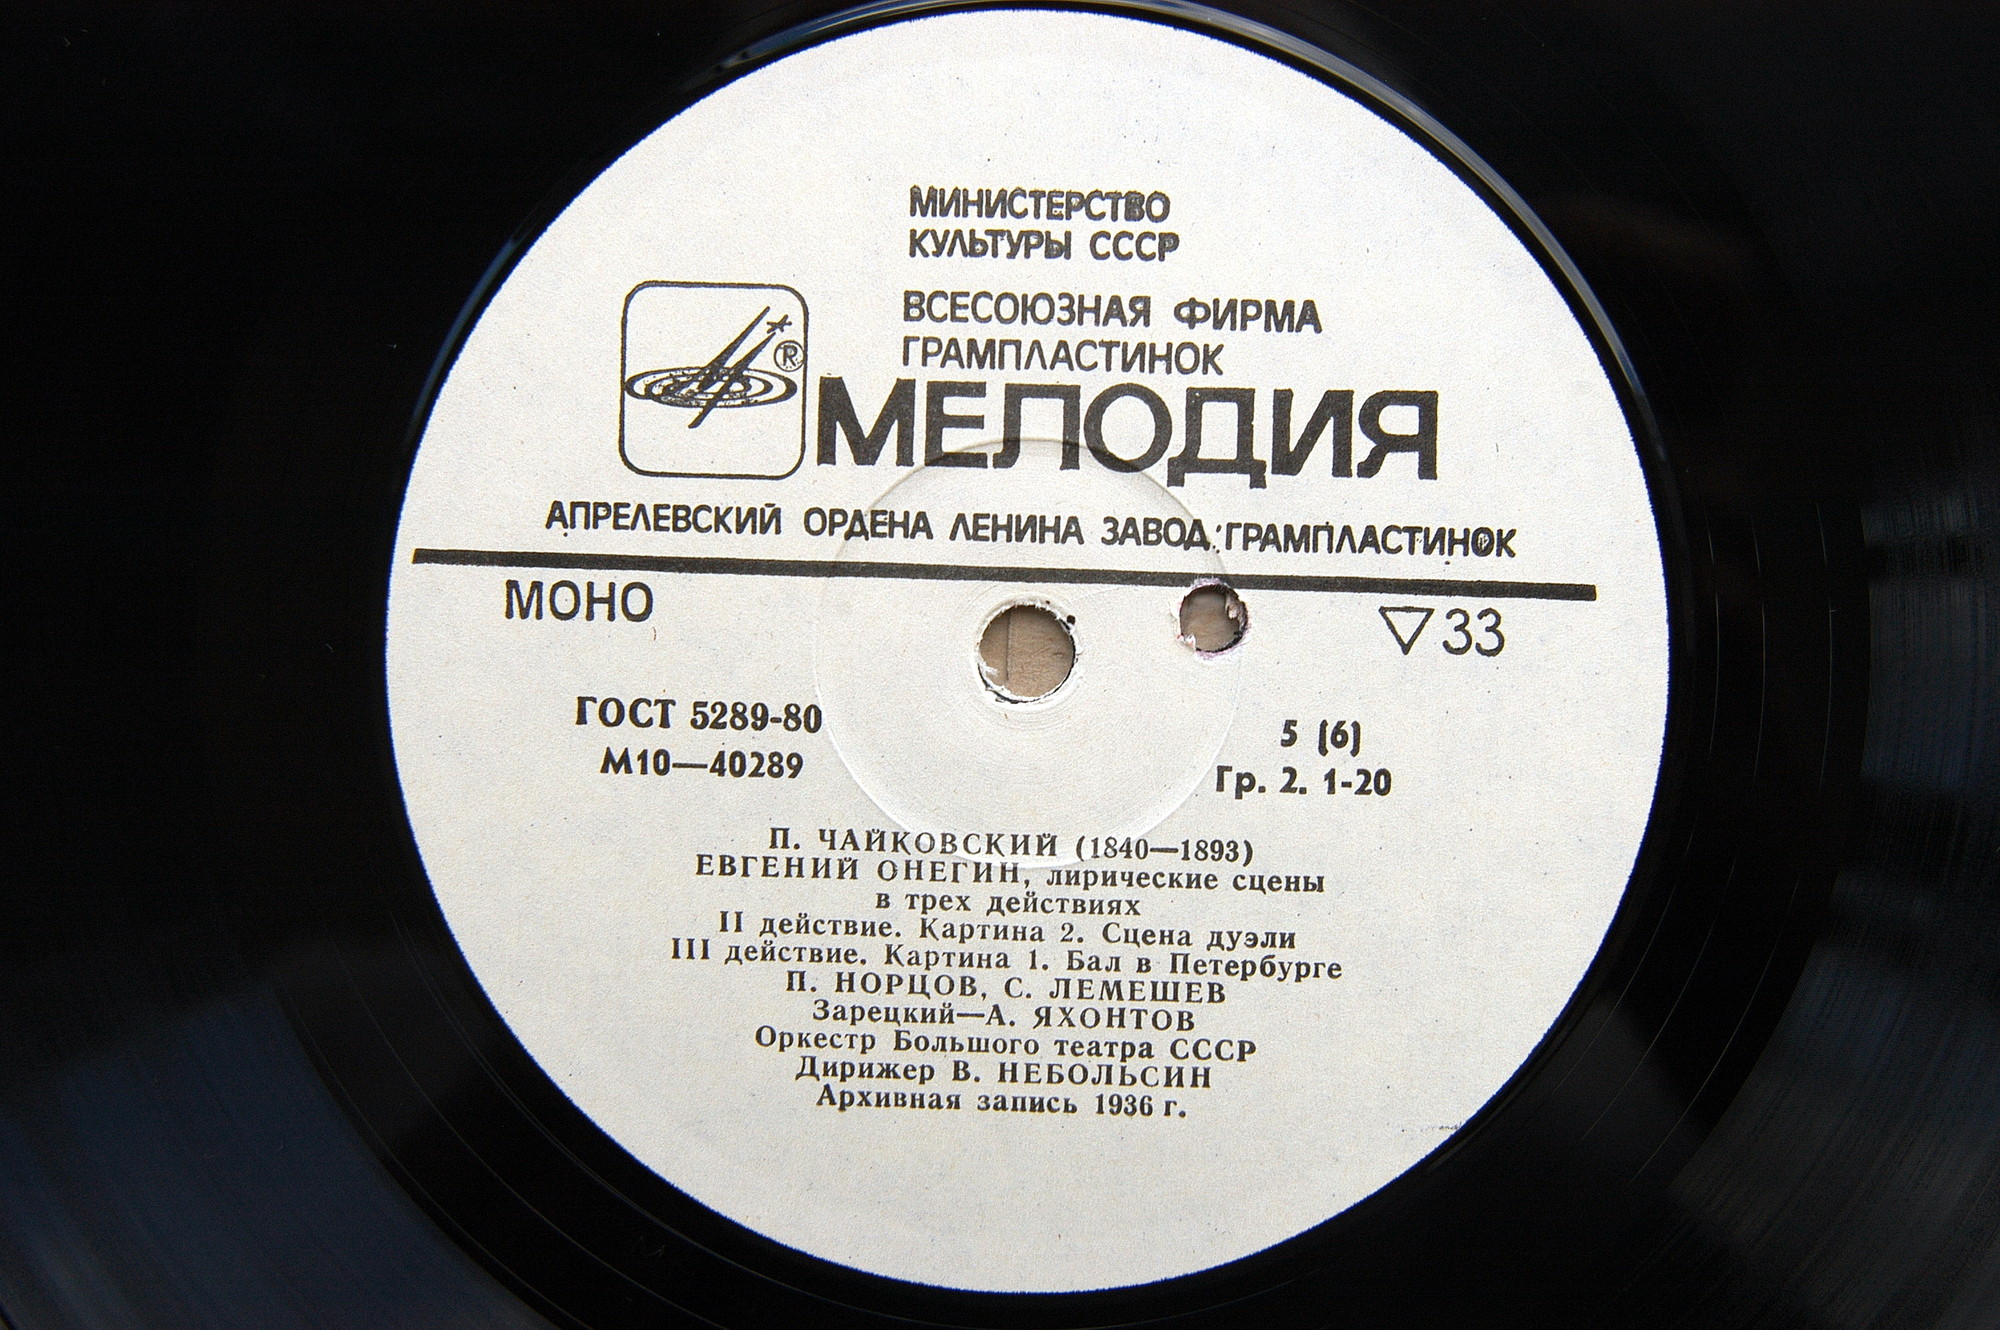 МИНИСТЕРСТВО
КУЛЬТУРЫ СССР
ВСЕСОЮЗНАЯ ФИРМА
ГРАМПЛАСТИНОК
®
МЕЛОДИЯ
АПРЕЛЕВСКИЙ ОРДЕНА ЛЕНИНА ЗАВОД ГРАМПЛАСТИНОК
МОНО
▽33
ГОСТ 5289-80
М10—40289
5 (6)
Гр. 2. 1-20
П. ЧАЙКОВСКИЙ (1840—1893)
ЕВГЕНИЙ ОНЕГИН, лирические сцены
в трех действиях
II действие. Картина 2. Сцена дуэли
III действие. Картина 1. Бал в Петербурге
П. НОРЦОВ, С. ЛЕМЕШЕВ
Зарецкий—А. ЯХОНТОВ
Оркестр Большого театра СССР
Дирижер В. НЕБОЛЬСИН
Архивная запись 1936 г.